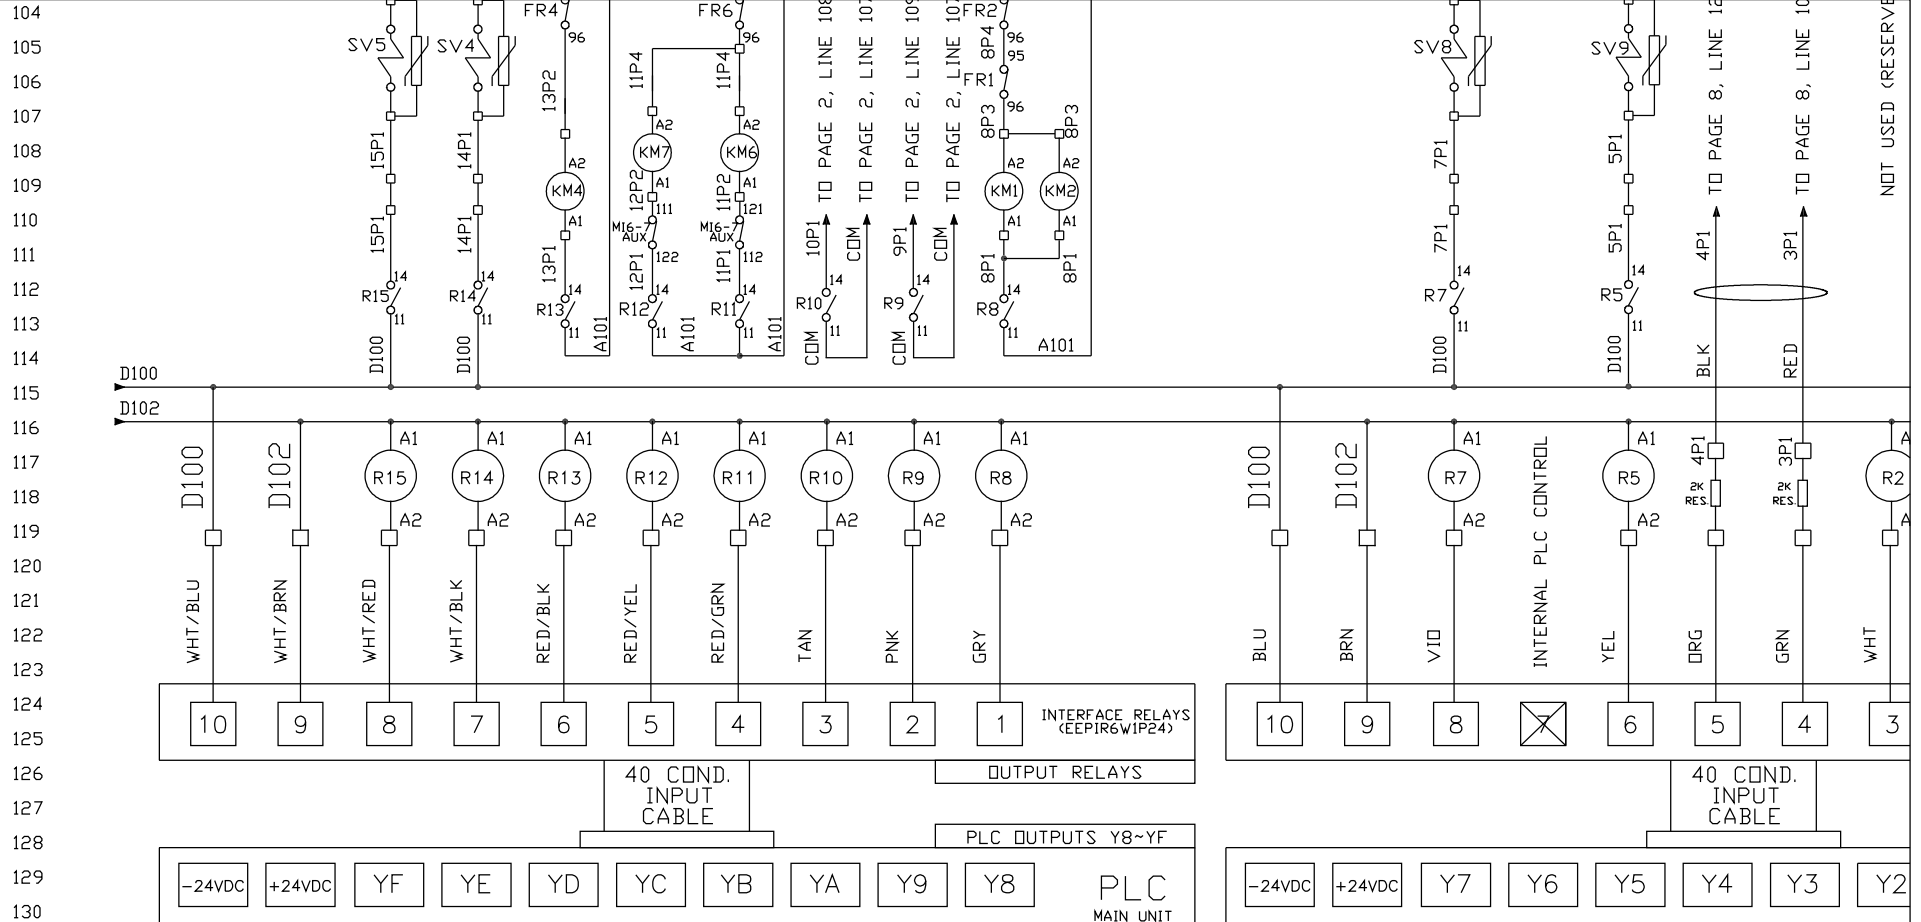 104
105
106
107
108
109
110
111
112
113
114
115
116
117
118
119
120
121
122
123
124
125
126
127
128
129
130
SV5
SV4
15P1
14P1
15P1
14P1
14
14
R15
R14
11
11
D100
D100
FR4
96
13P2
A2
KM4
A1
13P1
14
R13
11
A101
FR6
96
11P4
11P4
A2
A2
KM7
KM6
A1
A1
12P2
11P2
111
121
M16-7
AUX
M16-7
AUX
122
112
12P1
11P1
14
14
R12
R11
11
11
A101
A101
TO PAGE 2, LINE 108
TO PAGE 2, LINE 107
TO PAGE 2, LINE 109
TO PAGE 2, LINE 107
10P1
COM
9P1
COM
14
14
R10
R9
11
11
COM
COM
FR2
96
8P4
95
FR1
96
8P3
8P3
A2
A2
KM1
KM2
A1
A1
8P1
8P1
14
R8
11
A101
SV8
SV9
7P1
5P1
7P1
5P1
14
14
R7
R5
11
11
D100
D100
TO PAGE 8, LINE 12
TO PAGE 8, LINE 10
NOT USED (RESERVE
4P1
3P1
BLK
RED
D100
D102
D100
D102
A1
A1
A1
A1
A1
A1
A1
A1
R15
R14
R13
R12
R11
R10
R9
R8
A2
A2
A2
A2
A2
A2
A2
A2
D100
D102
A1
R7
A2
INTERNAL PLC CONTROL
A1
R5
A2
4P1
2K
RES.
3P1
2K
RES.
A
R2
A
WHT/BLU
WHT/BRN
WHT/RED
WHT/BLK
RED/BLK
RED/YEL
RED/GRN
TAN
PNK
GRY
BLU
BRN
VIO
YEL
ORG
GRN
WHT
10
9
8
7
6
5
4
3
2
1
INTERFACE RELAYS
(EEPIR6W1P24)
10
9
8
7
6
5
4
3
OUTPUT RELAYS
40 COND.
INPUT
CABLE
40 COND.
INPUT
CABLE
PLC OUTPUTS Y8~YF
-24VDC
+24VDC
YF
YE
YD
YC
YB
YA
Y9
Y8
PLC
MAIN UNIT
-24VDC
+24VDC
Y7
Y6
Y5
Y4
Y3
Y2